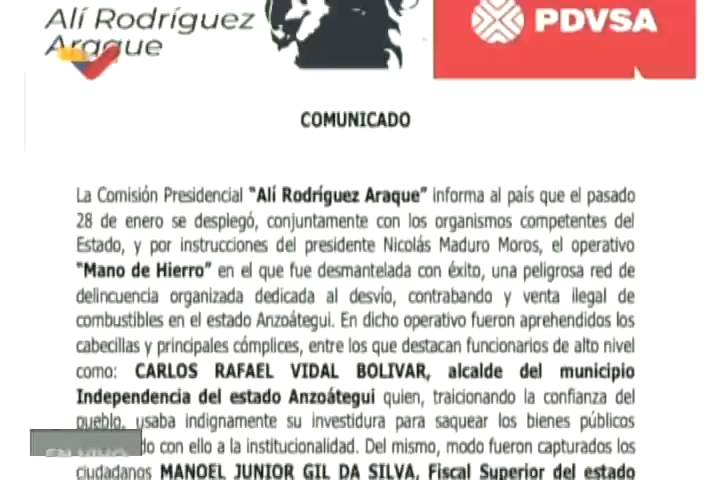 Alí Rodríguez
Araque
PDVSA
COMUNICADO
La Comisión Presidencial "Alí Rodríguez Araque" informa al país que el pasado
28 de enero se desplegó, conjuntamente con los organismos competentes del
Estado, y por instrucciones del presidente Nicolás Maduro Moros, el operativo
"Mano de Hierro" en el que fue desmantelada con éxito, una peligrosa red de
delincuencia organizada dedicada al desvío, contrabando y venta ilegal de
combustibles en el estado Anzoátegui. En dicho operativo fueron aprehendidos los
cabecillas y principales cómplices, entre los que destacan funcionarios de alto nivel
como: CARLOS RAFAEL VIDAL BOLIVAR, alcalde del municipio
Independencia del estado Anzoátegui quien, traicionando la confianza del
pueblo, usaba indignamente su investidura para saquear los bienes públicos
do con ello a la institucionalidad. Del mismo, modo fueron capturados los
EN VIVO
ciudadanos MANOEL JUNIOR GIL DA SILVA, Fiscal Superior del estado